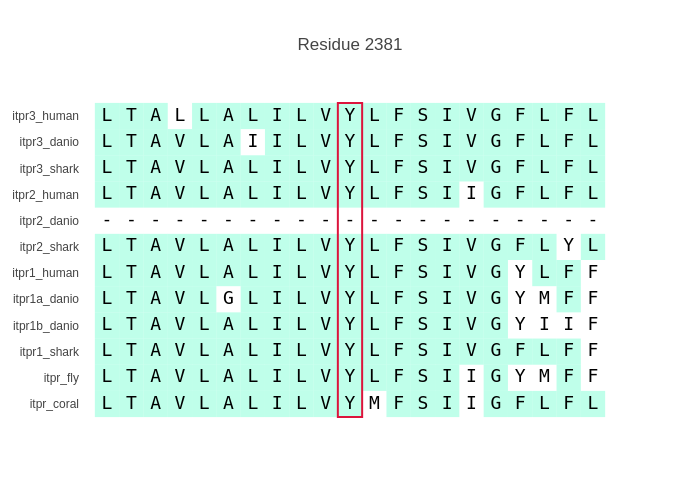 Residue 2381
itpr3_human L T A L L A L I L V Y L F S I V G F L F L
itpr3_danio L T A V L A I I L V Y L F S I V G F L F L
itpr3_shark L T A V L A L I L V Y L F S I V G F L F L
itpr2_human L T A V L A L I L V Y L F S I I G F L F L
itpr2_danio - - - - - - - - - - - - - - - - - - - - -
itpr2_shark L T A V L A L I L V Y L F S I V G F L Y L
itpr1_human L T A V L A L I L V Y L F S I V G Y L F F
itpr1a_danio L T A V L G L I L V Y L F S I V G Y M F F
itpr1b_danio L T A V L A L I L V Y L F S I V G Y I I F
itpr1_shark L T A V L A L I L V Y L F S I V G F L F F
itpr_fly L T A V L A L I L V Y L F S I I G Y M F F
itpr_coral L T A V L A L I L V Y M F S I I G F L F L